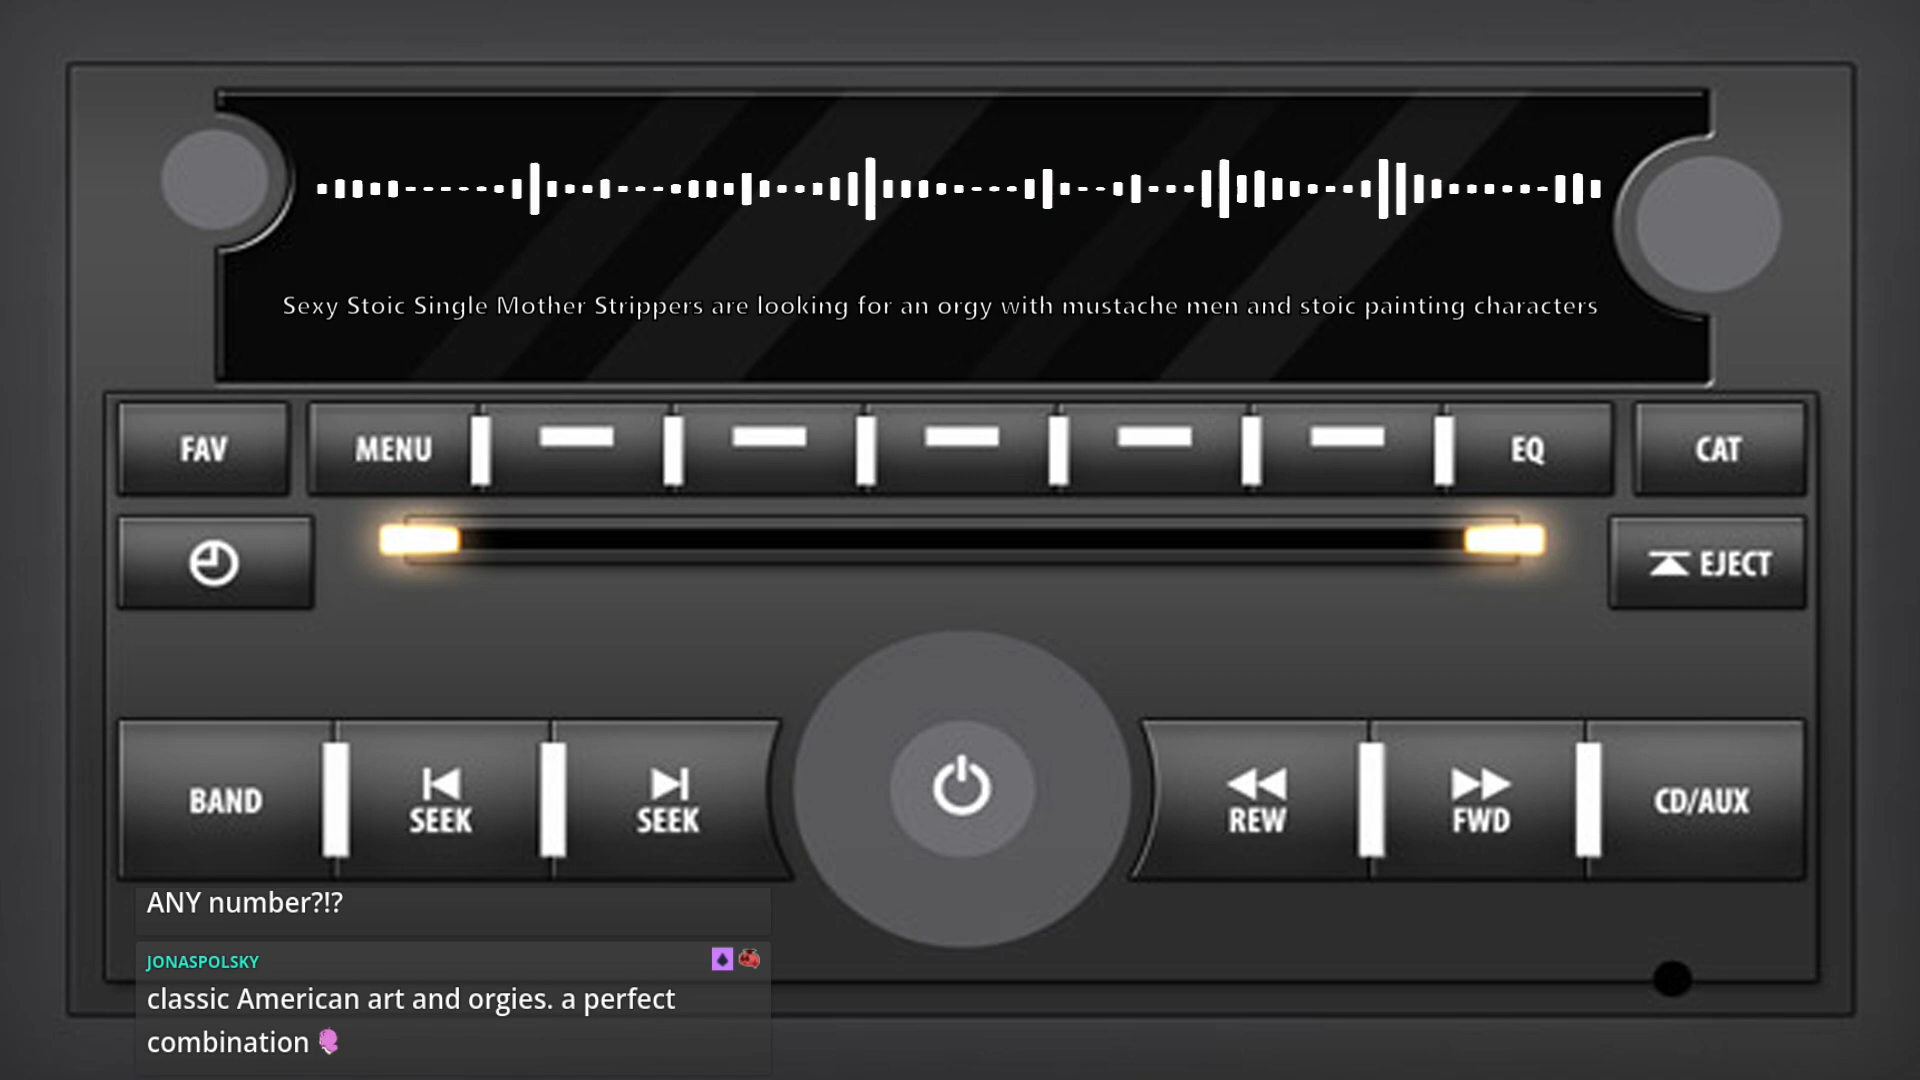 Sexy Stoic Single Mother Strippers are looking for an orgy with mustache men and stoic painting characters
FAV
MENU
EQ
CAT
EJECT
BAND
SEEK
SEEK
REW
FWD
CD/AUX
ANY number?!?
JONASPOLSKY
classic American art and orgies. a perfect
combination